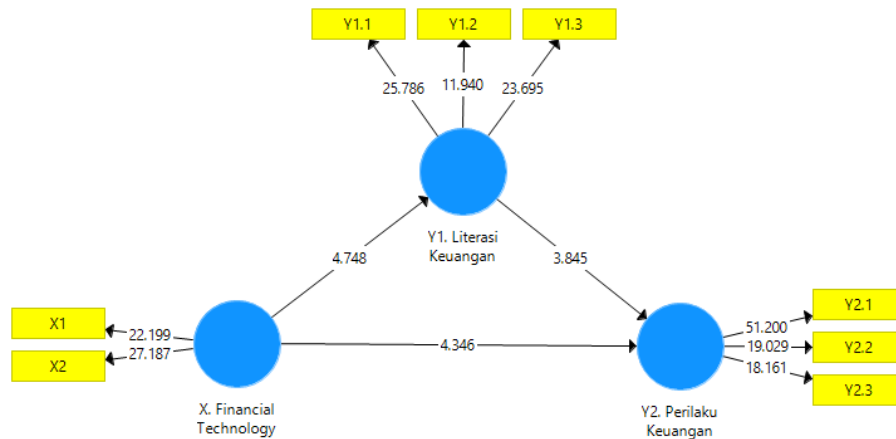 Y1.1
Y1.2
Y1.3
25.786
11.940
23.695
Y1. Literasi
Keuangan
4.748
3.845
X1
X2
22.199
27.187
X. Financial
Technology
4.346
51.200
19.029
18.161
Y2.1
Y2.2
Y2.3
Y2. Perilaku
Keuangan